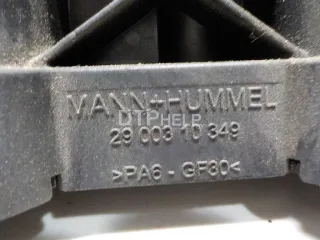 MANN+HUMMEL
DTPHELP
29 003 10 349
>PA6-GF30<